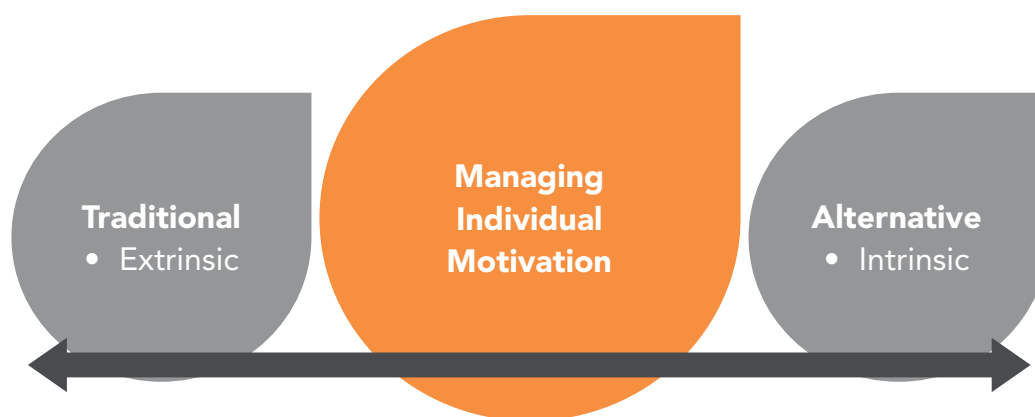 Traditional
• Extrinsic
Managing
Individual
Motivation
Alternative
• Intrinsic